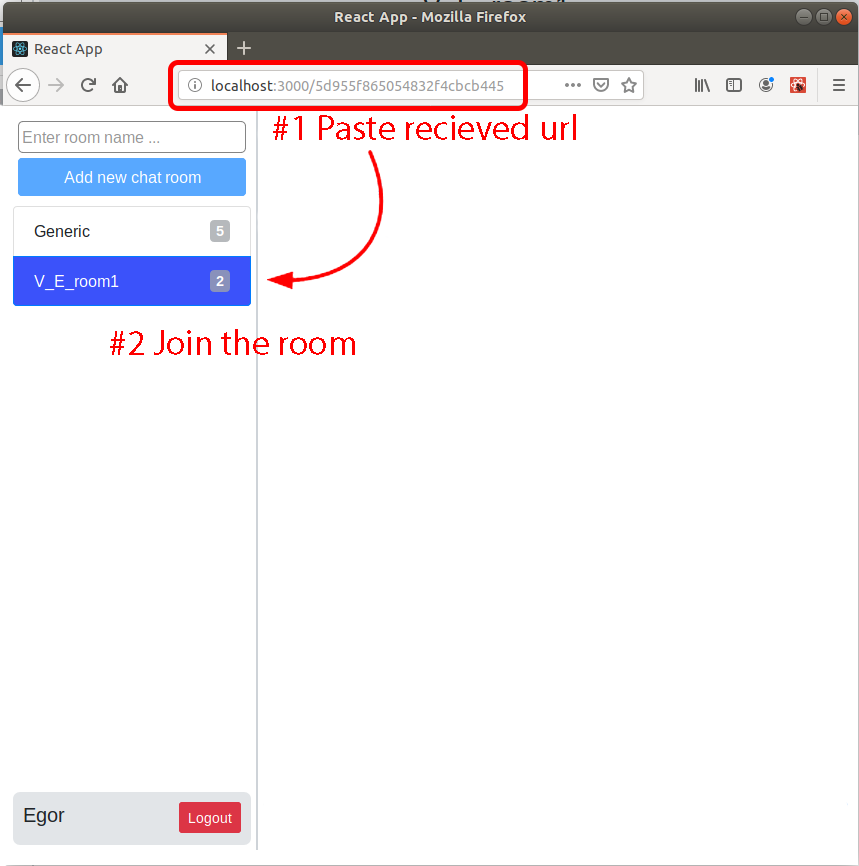 React App - Mozilla Firefox
React App
localhost:3000/5d955f865054832f4cbcb445
#1 Paste recieved url
Enter room name ...
Add new chat room
Generic 5
V_E_room1 2
#2 Join the room
Egor Logout